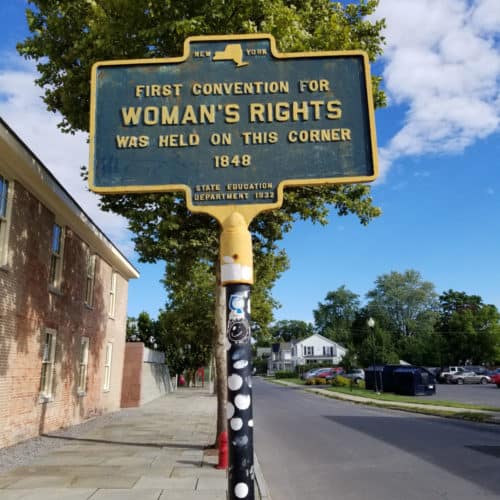 NEW YORK
FIRST CONVENTION FOR
WOMAN'S RIGHTS
WAS HELD ON THIS CORNER
1848
STATE EDUCATION
DEPARTMENT 1932